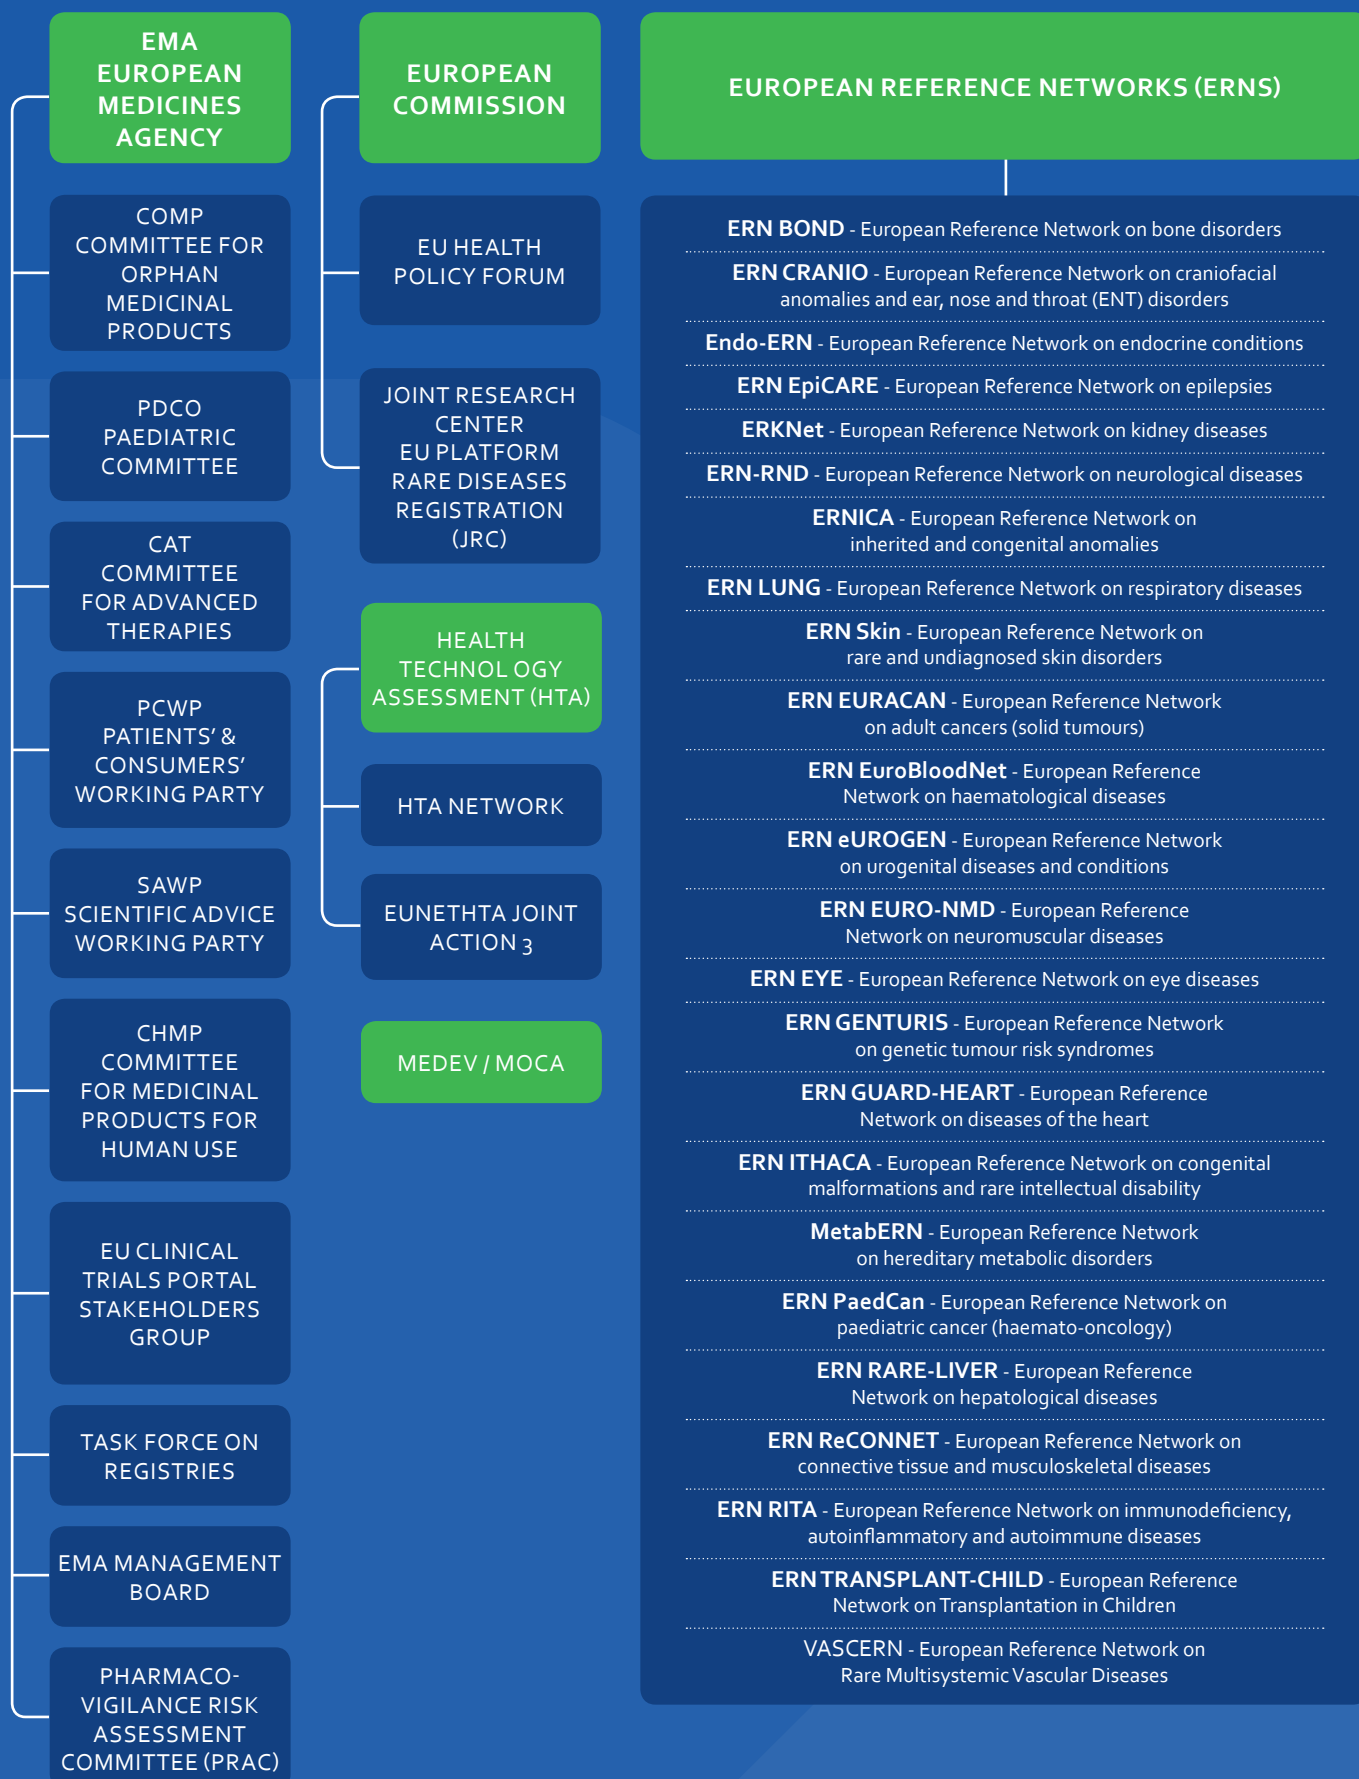 EMA
EUROPEAN
MEDICINES
AGENCY
COMP
COMMITTEE FOR
ORPHAN
MEDICINAL
PRODUCTS
PDCO
PAEDIATRIC
COMMITTEE
CAT
COMMITTEE
FOR ADVANCED
THERAPIES
PCWP
PATIENTS’ &
CONSUMERS’
WORKING PARTY
SAWP
SCIENTIFIC ADVICE
WORKING PARTY
CHMP
COMMITTEE
FOR MEDICINAL
PRODUCTS FOR
HUMAN USE
EU CLINICAL
TRIALS PORTAL
STAKEHOLDERS
GROUP
TASK FORCE ON
REGISTRIES
EMA MANAGEMENT
BOARD
PHARMACO-
VIGILANCE RISK
ASSESSMENT
COMMITTEE (PRAC)
EUROPEAN
COMMISSION
EU HEALTH
POLICY FORUM
JOINT RESEARCH
CENTER
EU PLATFORM
RARE DISEASES
REGISTRATION
(JRC)
HEALTH
TECHNOL OGY
ASSESSMENT (HTA)
HTA NETWORK
EUNETHTA JOINT
ACTION 3
MEDEV / MOCA
EUROPEAN REFERENCE NETWORKS (ERNS)
ERN BOND - European Reference Network on bone disorders
ERN CRANIO - European Reference Network on craniofacial
anomalies and ear, nose and throat (ENT) disorders
Endo-ERN - European Reference Network on endocrine conditions
ERN EpiCARE - European Reference Network on epilepsies
ERKNet - European Reference Network on kidney diseases
ERN-RND - European Reference Network on neurological diseases
ERNICA - European Reference Network on
inherited and congenital anomalies
ERN LUNG - European Reference Network on respiratory diseases
ERN Skin - European Reference Network on
rare and undiagnosed skin disorders
ERN EURACAN - European Reference Network
on adult cancers (solid tumours)
ERN EuroBloodNet - European Reference
Network on haematological diseases
ERN eUROGEN - European Reference Network
on urogenital diseases and conditions
ERN EURO-NMD - European Reference
Network on neuromuscular diseases
ERN EYE - European Reference Network on eye diseases
ERN GENTURIS - European Reference Network
on genetic tumour risk syndromes
ERN GUARD-HEART - European Reference
Network on diseases of the heart
ERN ITHACA - European Reference Network on congenital
malformations and rare intellectual disability
MetabERN - European Reference Network
on hereditary metabolic disorders
ERN PaedCan - European Reference Network on
paediatric cancer (haemato-oncology)
ERN RARE-LIVER - European Reference
Network on hepatological diseases
ERN ReCONNET - European Reference Network on
connective tissue and musculoskeletal diseases
ERN RITA - European Reference Network on immunodeficiency,
autoinflammatory and autoimmune diseases
ERN TRANSPLANT-CHILD - European Reference
Network on Transplantation in Children
VASCERN - European Reference Network on
Rare Multisystemic Vascular Diseases